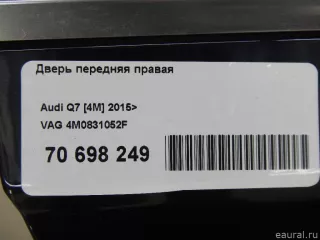 Дверь передняя правая
Audi Q7 [4M] 2015>
VAG 4M0831052F
70 698 249
eaural.ru